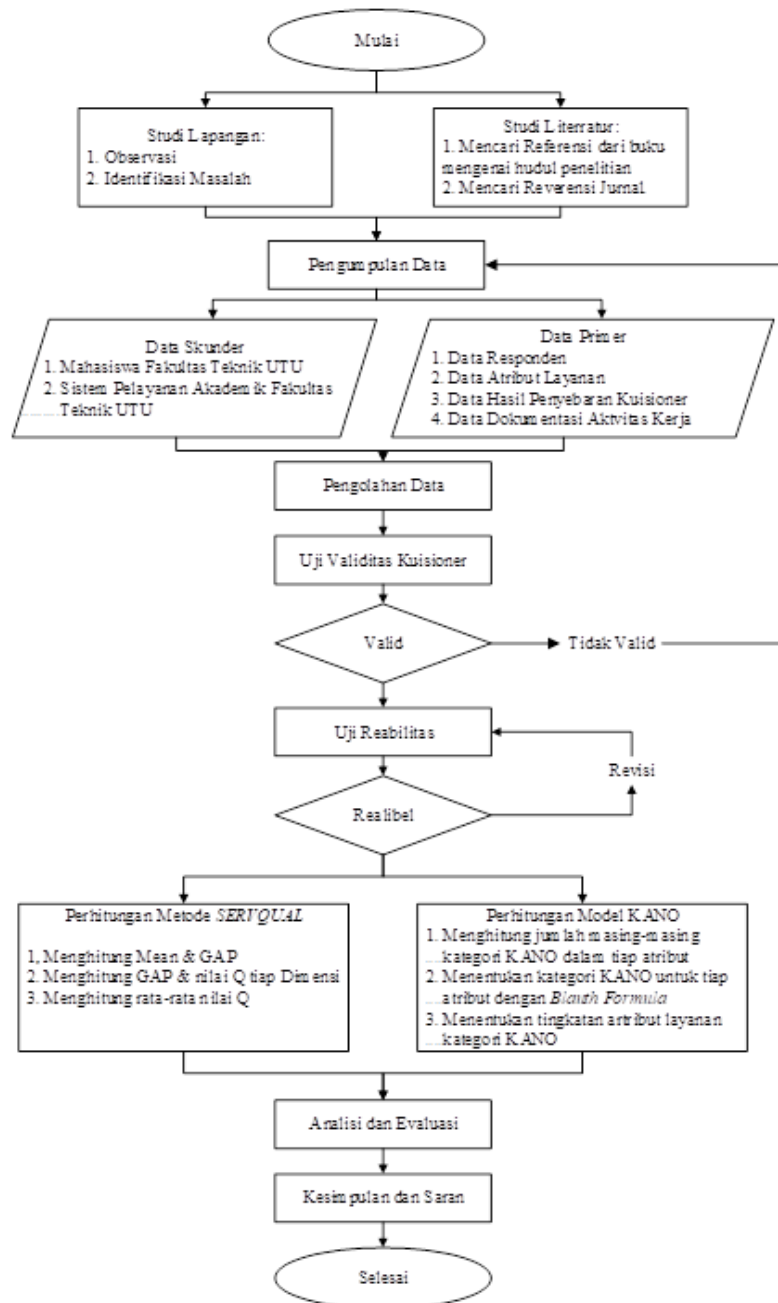 Mulai
Studi Lapangan:
1. Observasi
2. Identifikasi Masalah
Studi Literratur:
1. Mencari Referensi dari buku
mengenai hudul penelitian
2. Mencari Reverensi Jurnal.
Pengumpulan Data
Data Skunder
1. Mahasiswa Fakultas Teknik UTU
2. Sistem Pelayanan Akademik Fakultas
Teknik UTU
Data Primer
1. Data Responden
2. Data Atribut Layanan
3. Data Hasil Penyebaran Kuisioner
4. Data Dokumentasi Aktvitas Kerja
Pengolahan Data
Uji Validitas Kuisioner
Valid
Tidak Valid
Uji Reabilitas
Revisi
Realibel
Perhitungan Metode SERVQUAL
1, Menghitung Mean & GAP
2. Menghitung GAP & nilai Q tiap Dimensi
3. Menghitung rata-rata nilai Q
Perhitungan Model KANO
1. Menghitung jumlah masing-masing
kategori KANO dalam tiap atribut
2. Menentukan kategori KANO untuk tiap
atribut dengan Formula
3. Menentukan tingkatan artribut layanan
kategori KANO
Analisi dan Evaluasi
Kesimpulan dan Saran
Selesai